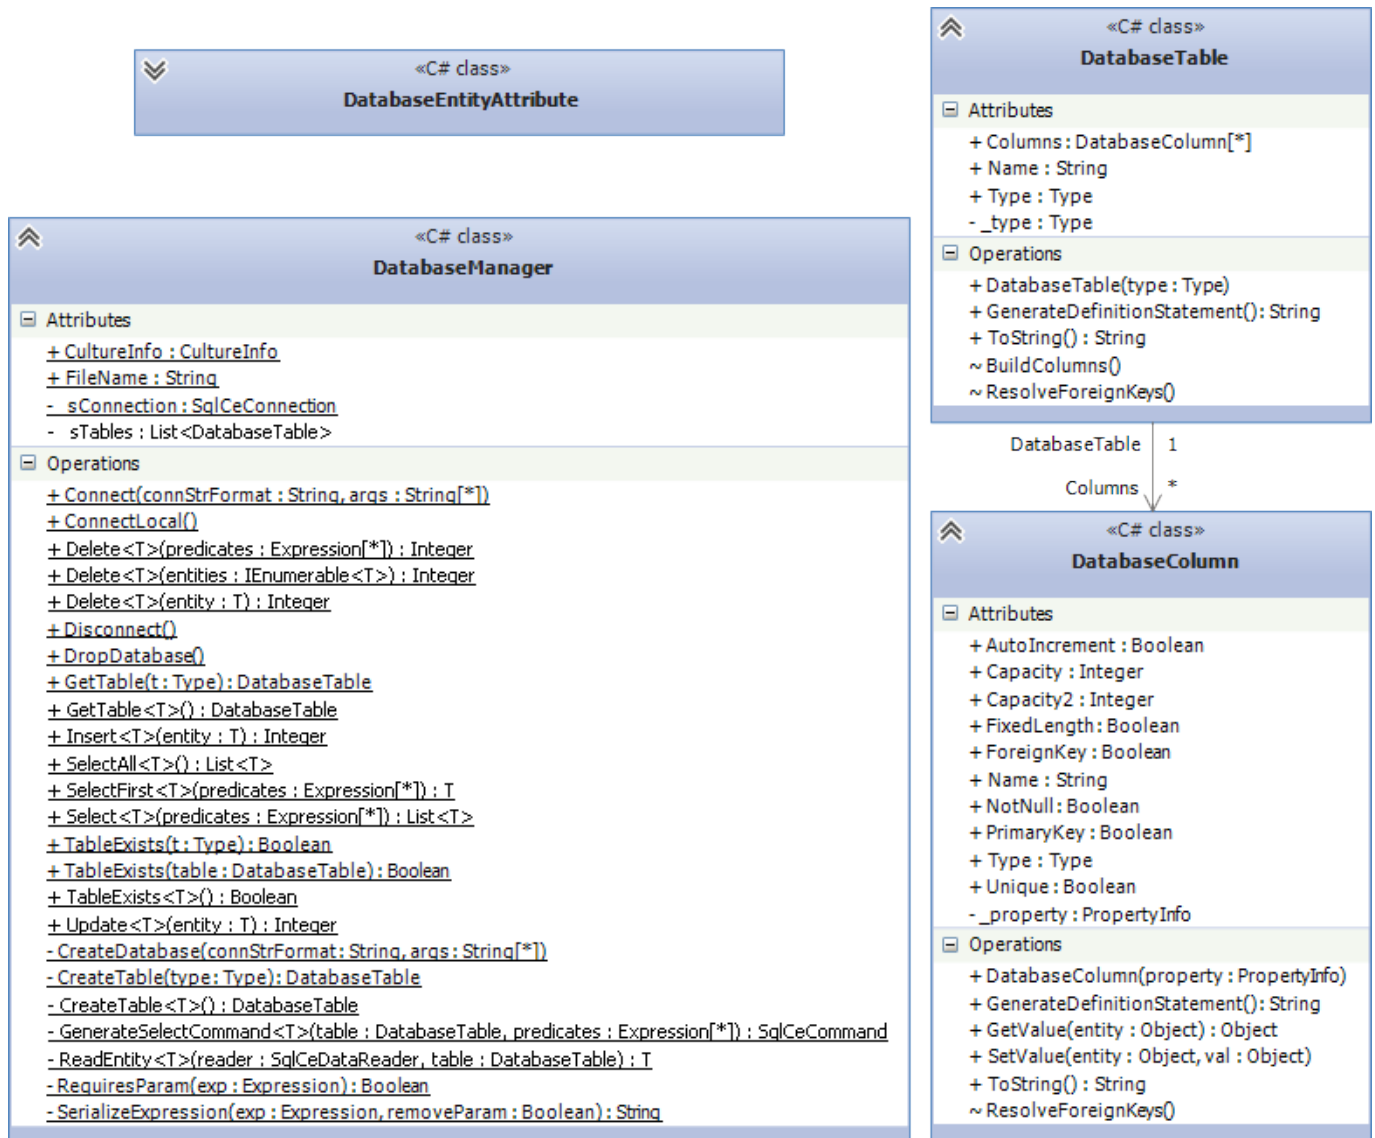 «C# class»
DatabaseEntityAttribute
«C# class»
DatabaseManager
Attributes
+ CultureInfo : CultureInfo
+ FileName : String
- _sConnection : SqlCeConnection
- _sTables : List<DatabaseTable>
Operations
+ Connect(connStrFormat : String, args : String[*])
+ ConnectLocal()
+ Delete<T>(predicates : Expression[*]) : Integer
+ Delete<T>(entities : IEnumerable<T>) : Integer
+ Delete<T>(entity : T) : Integer
+ Disconnect()
+ DropDatabase()
+ GetTable(t : Type) : DatabaseTable
+ GetTable<T>() : DatabaseTable
+ Insert<T>(entity : T) : Integer
+ SelectAll<T>() : List<T>
+ SelectFirst<T>(predicates : Expression[*]) : T
+ Select<T>(predicates : Expression[*]) : List<T>
+ TableExists(t : Type) : Boolean
+ TableExists(table : DatabaseTable) : Boolean
+ TableExists<T>() : Boolean
+ Update<T>(entity : T) : Integer
- CreateDatabase(connStrFormat : String, args : String[*])
- CreateTable(type : Type) : DatabaseTable
- CreateTable<T>() : DatabaseTable
- GenerateSelectCommand<T>(table : DatabaseTable, predicates : Expression[*]) : SqlCeCommand
- ReadEntity<T>(reader : SqlCeDataReader, table : DatabaseTable) : T
- RequiresParam(exp : Expression) : Boolean
- SerializeExpression(exp : Expression, removeParam : Boolean) : String
«C# class»
DatabaseTable
Attributes
+ Columns : DatabaseColumn[*]
+ Name : String
+ Type : Type
- _type : Type
Operations
+ DatabaseTable(type : Type)
+ GenerateDefinitionStatement() : String
+ ToString() : String
~ BuildColumns()
~ ResolveForeignKeys()
DatabaseTable 1
Columns *
«C# class»
DatabaseColumn
Attributes
+ AutoIncrement : Boolean
+ Capacity : Integer
+ Capacity2 : Integer
+ FixedLength : Boolean
+ ForeignKey : Boolean
+ Name : String
+ NotNull : Boolean
+ PrimaryKey : Boolean
+ Type : Type
+ Unique : Boolean
- _property : PropertyInfo
Operations
+ DatabaseColumn(property : PropertyInfo)
+ GenerateDefinitionStatement() : String
+ GetValue(entity : Object) : Object
+ SetValue(entity : Object, val : Object)
+ ToString() : String
~ ResolveForeignKeys()